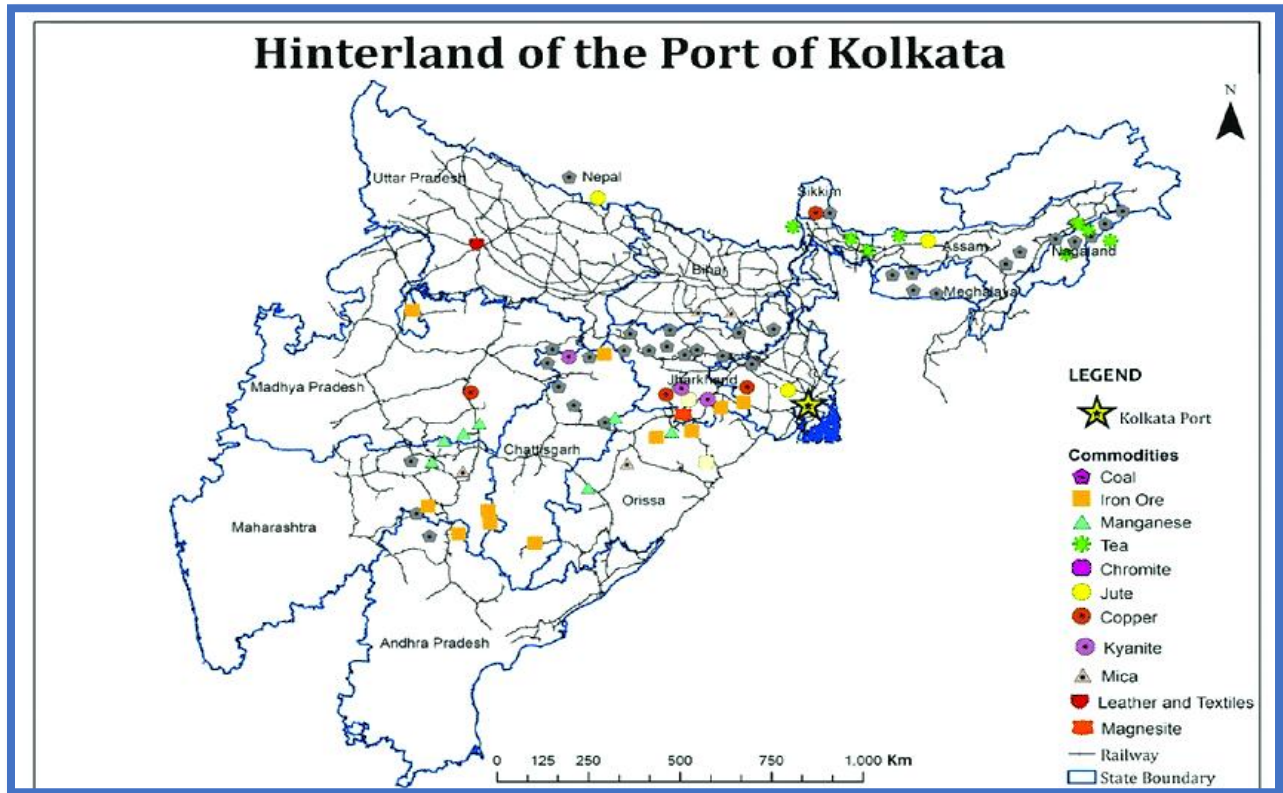 Hinterland of the Port of Kolkata
N
Uttar Pradesh
Nepal
Sikkim
Assam
Nagaland
Bihar
Meghalaya
Madhya Pradesh
Jharkhand
Chattisgarh
Orissa
Maharashtra
Andhra Pradesh
LEGEND
Kolkata Port
Commodities
Coal
Iron Ore
Manganese
Tea
Chromite
Jute
Copper
Kyanite
Mica
Leather and Textiles
Magnesite
Railway
State Boundary
0 125 250 500 750 1,000 Km